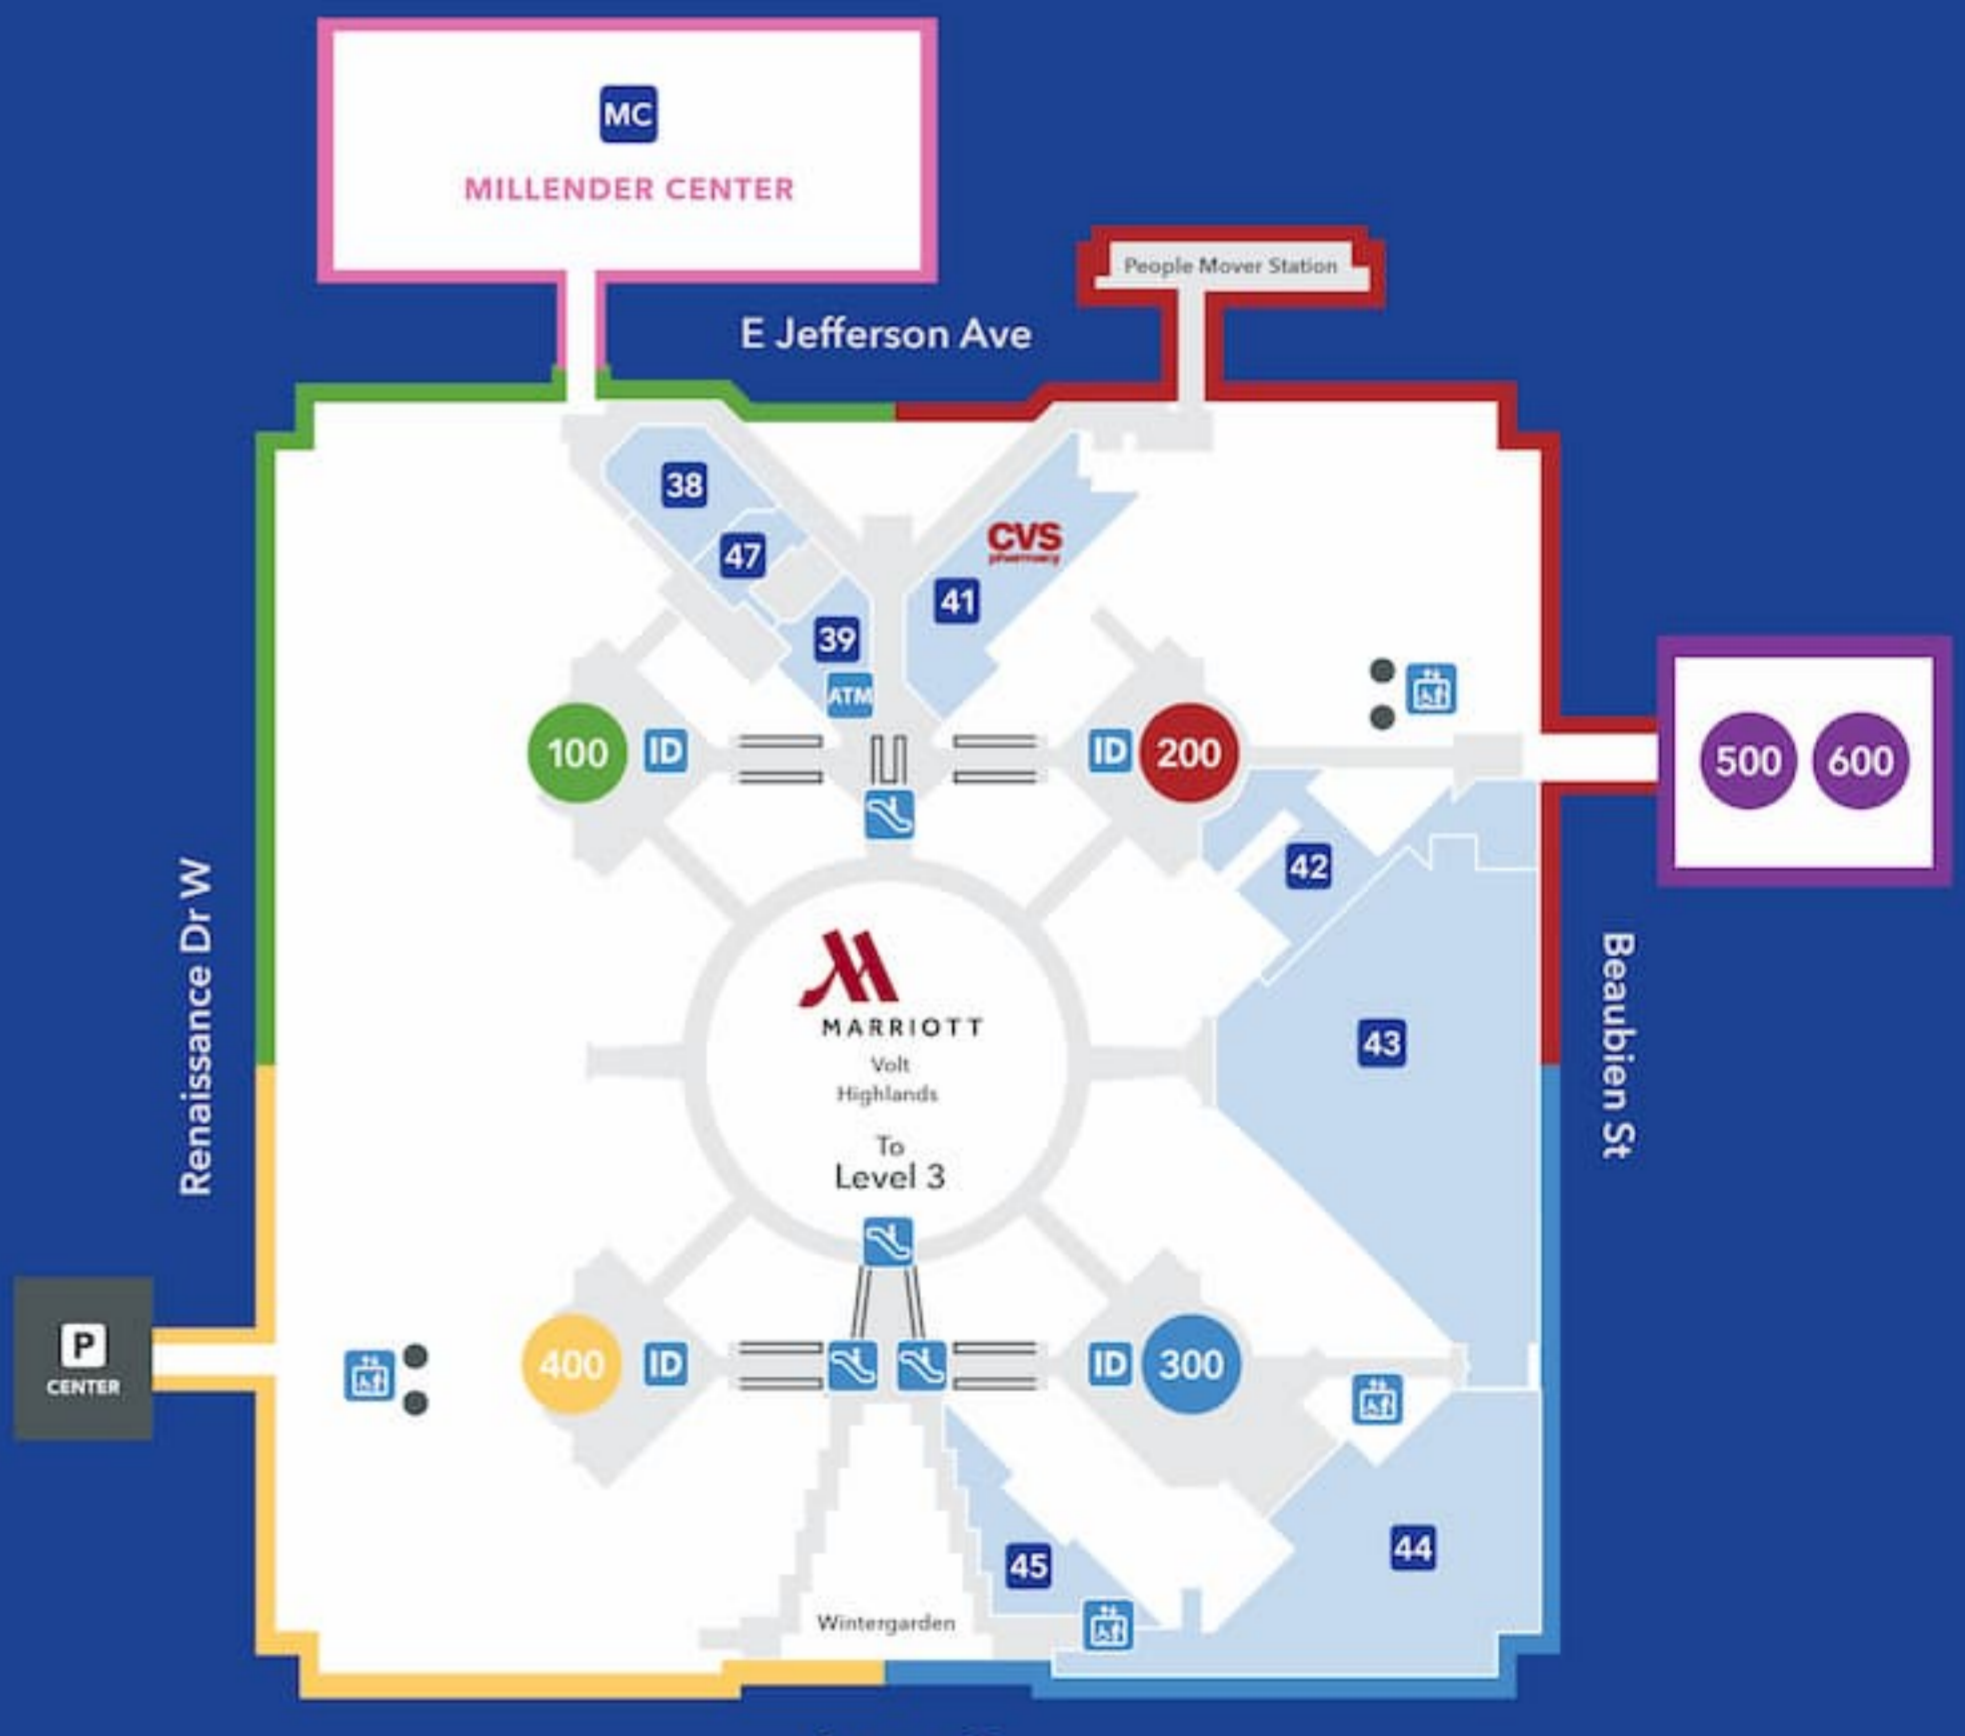 MC
MILLENDER CENTER
People Mover Station
E Jefferson Ave
38
CVS
pharmacy
47
41
39
ATM
100
ID
ID
200
500
600
42
Renaissance Dr W
Beaubien St
MARRIOTT
Volt
Highlands
To
Level 3
43
P
CENTER
400
ID
ID
300
44
45
Wintergarden